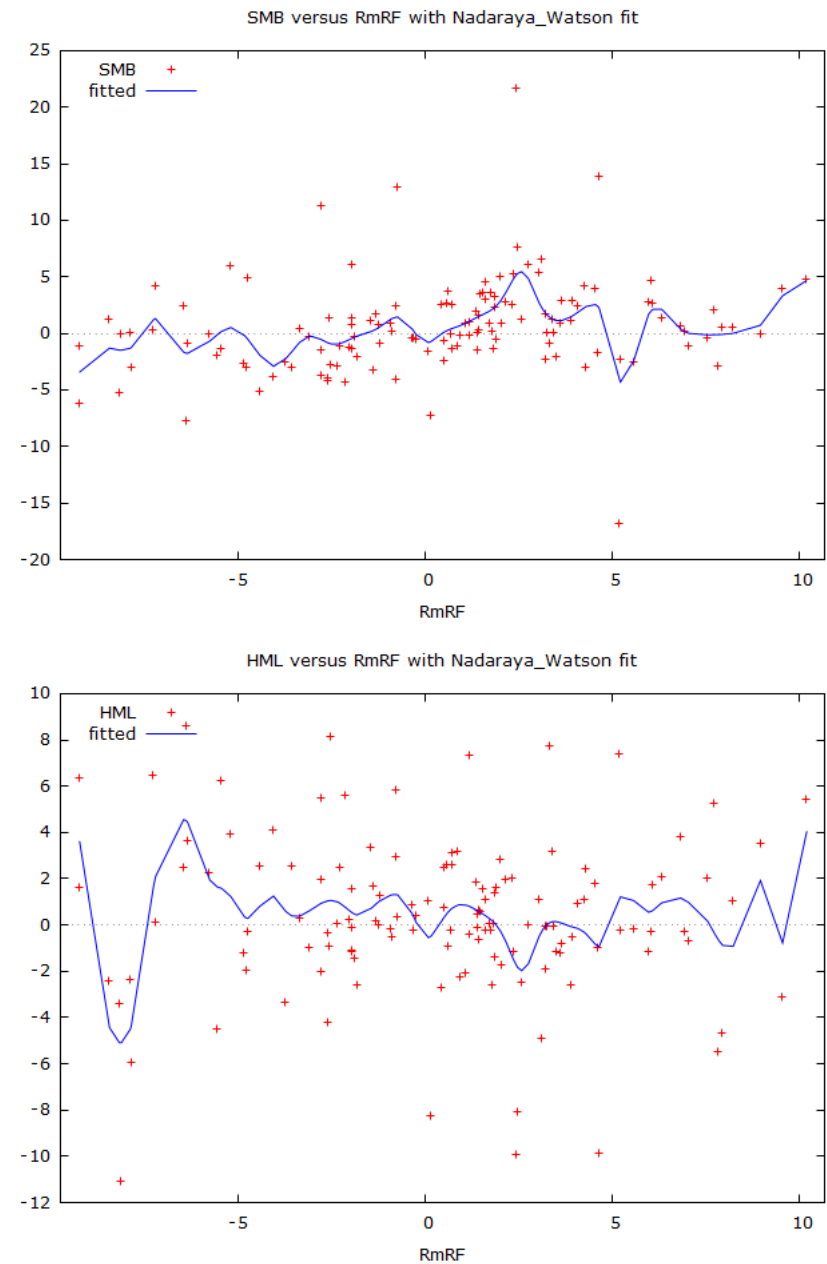 SMB versus RmRF with Nadaraya_Watson fit
25
SMB
fitted
20
15
10
5
0
-5
-10
-15
-20
-5 0 5 10
RmRF
HML versus RmRF with Nadaraya_Watson fit
10
HML
fitted
8
6
4
2
0
-2
-4
-6
-8
-10
-12
-5 0 5 10
RmRF